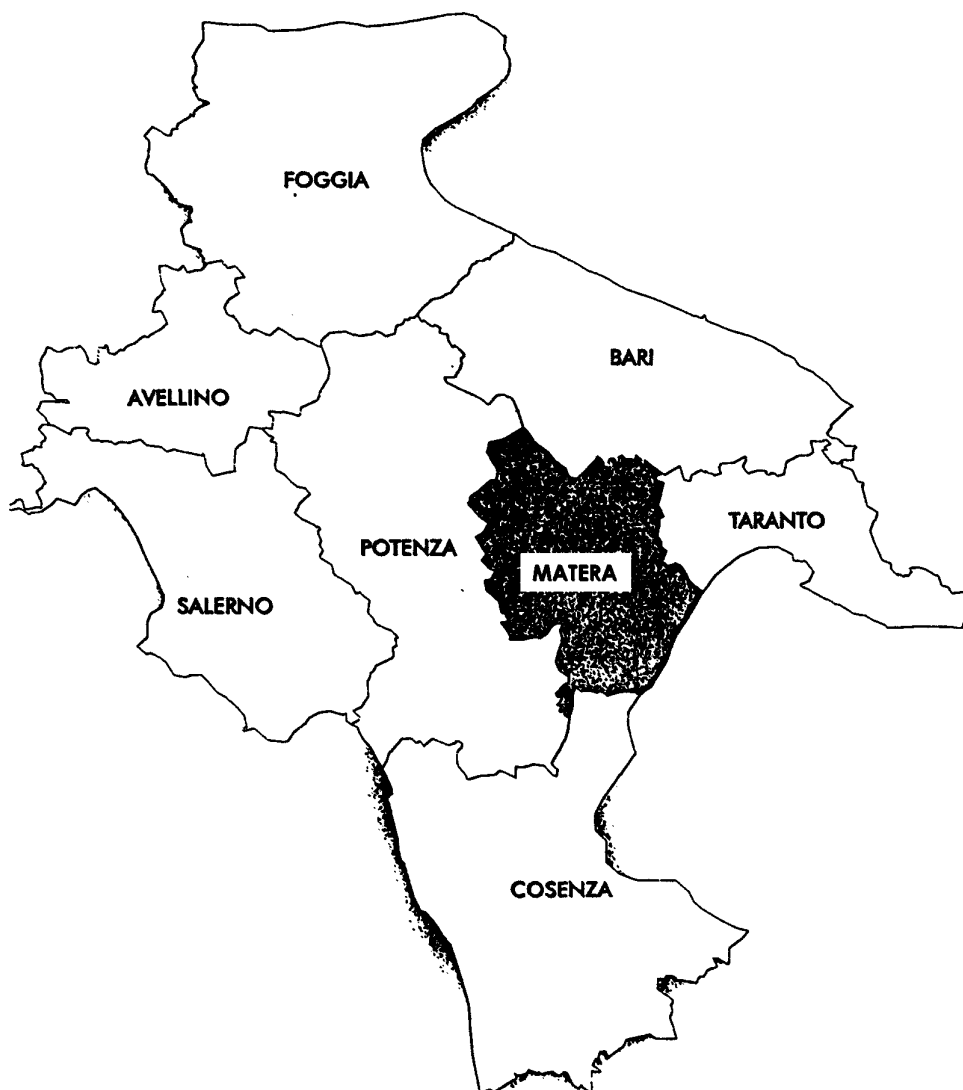 FOGGIA
BARI
AVELLINO
TARANTO
POTENZA
MATERA
SALERNO
COSENZA